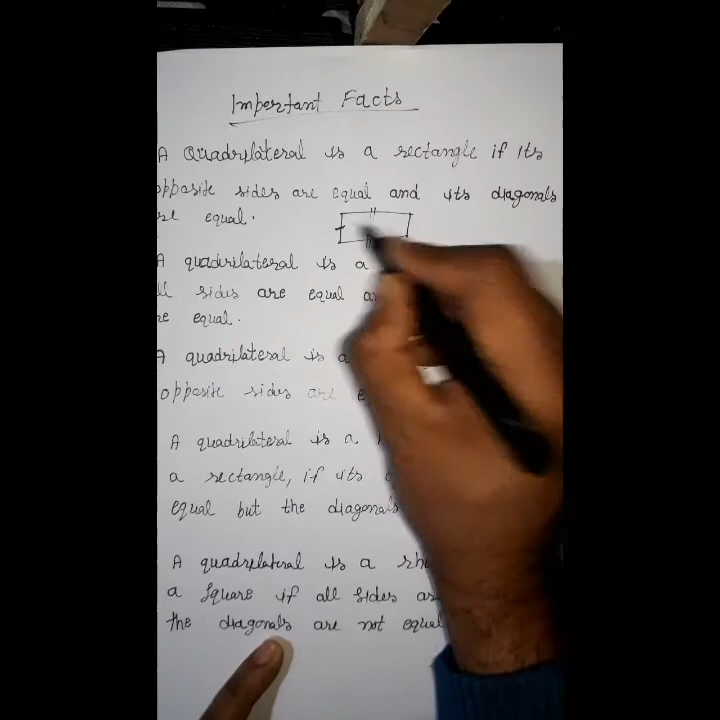 Important Facts
A Quadrilateral is a rectangle if its
opposite sides are equal and its diagonals
are equal.
A quadrilateral is a
all sides are equal
are equal.
A quadrilateral is a
opposite sides are
A quadrilateral is a
a rectangle, if its
equal but the diagonals
A quadrilateral is a
a square if all sides
the diagonals are not equal